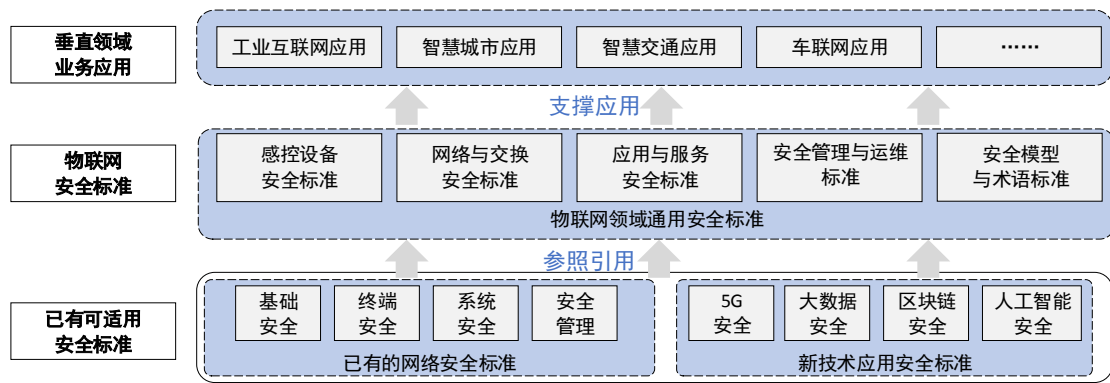 垂直领域
业务应用
工业互联网应用
智慧城市应用
智慧交通应用
车联网应用
……
支撑应用
物联网
安全标准
感控设备
安全标准
网络与交换
安全标准
应用与服务
安全标准
安全管理与运维
标准
安全模型
与术语标准
物联网领域通用安全标准
参照引用
已有可适用
安全标准
基础
安全
终端
安全
系统
安全
安全
管理
已有的网络安全标准
5G
安全
大数据
安全
区块链
安全
人工智能
安全
新技术应用安全标准